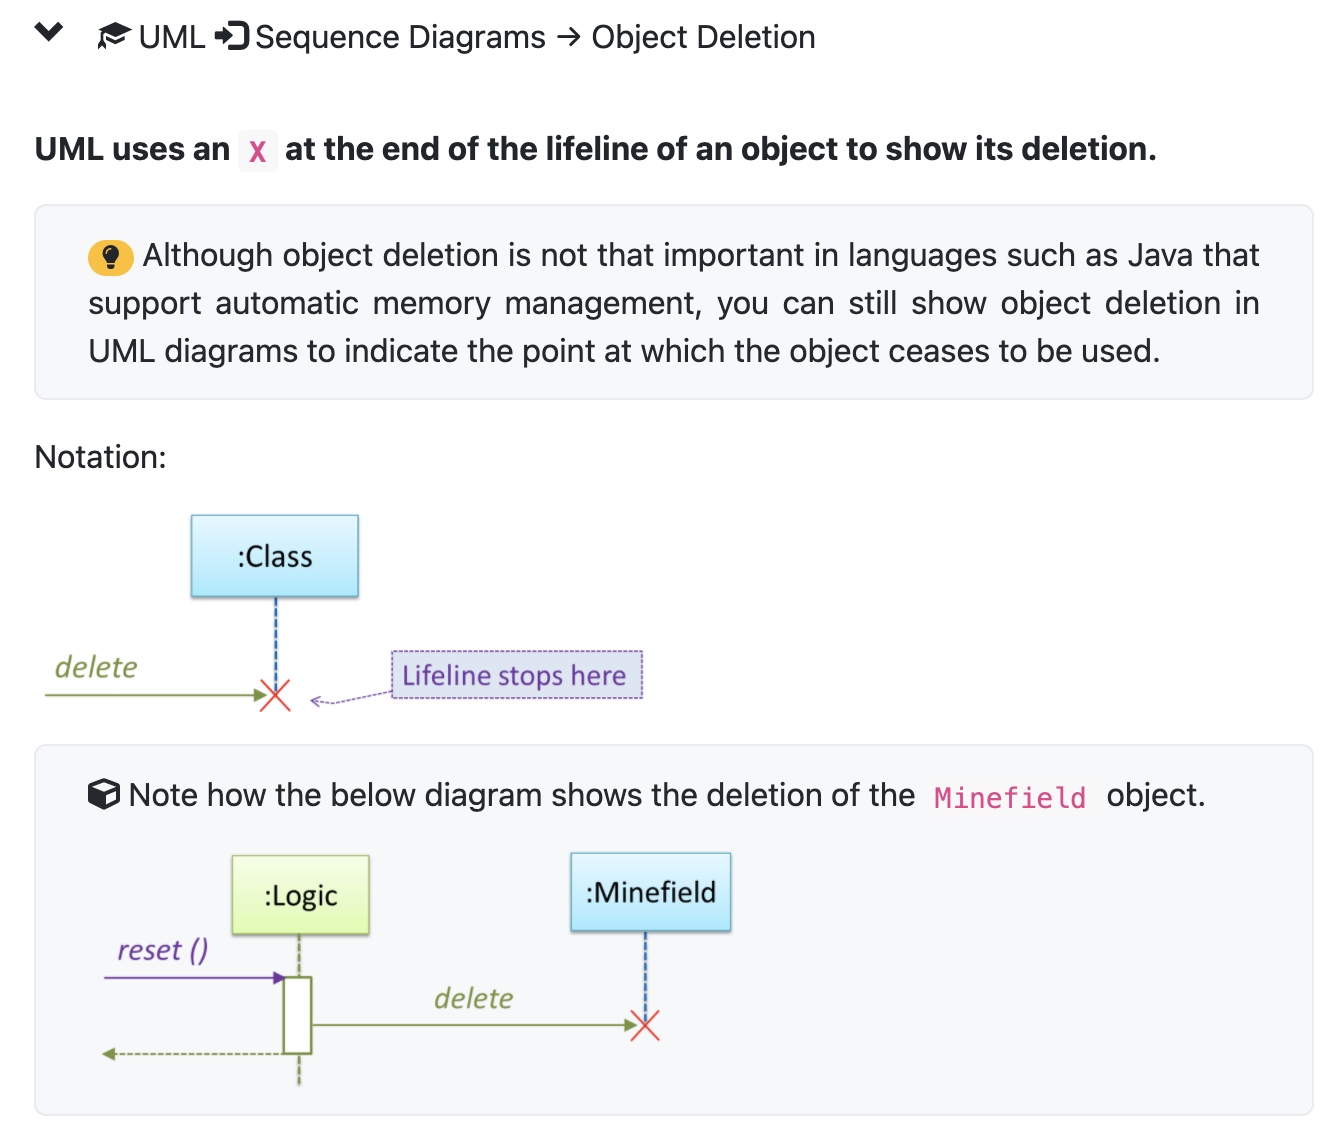 UML Sequence Diagrams → Object Deletion
UML uses an X at the end of the lifeline of an object to show its deletion.
Although object deletion is not that important in languages such as Java that
support automatic memory management, you can still show object deletion in
UML diagrams to indicate the point at which the object ceases to be used.
Notation:
:Class
delete
Lifeline stops here
Note how the below diagram shows the deletion of the Minefield object.
:Logic
:Minefield
reset ()
delete